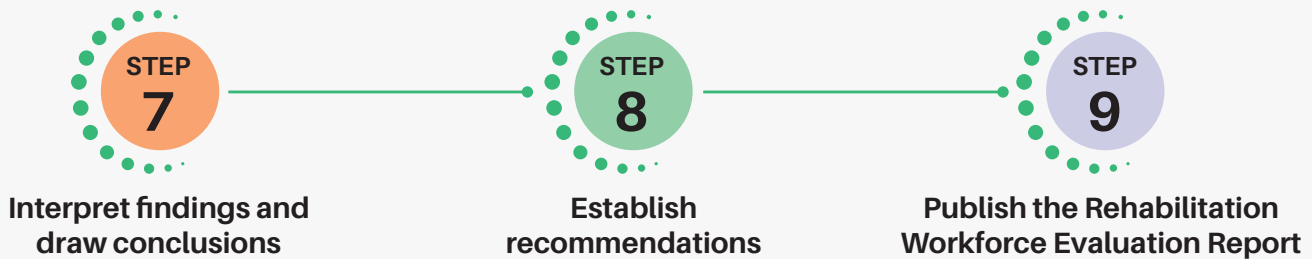 STEP
7
Interpret findings and
draw conclusions
STEP
8
Establish
recommendations
STEP
9
Publish the Rehabilitation
Workforce Evaluation Report